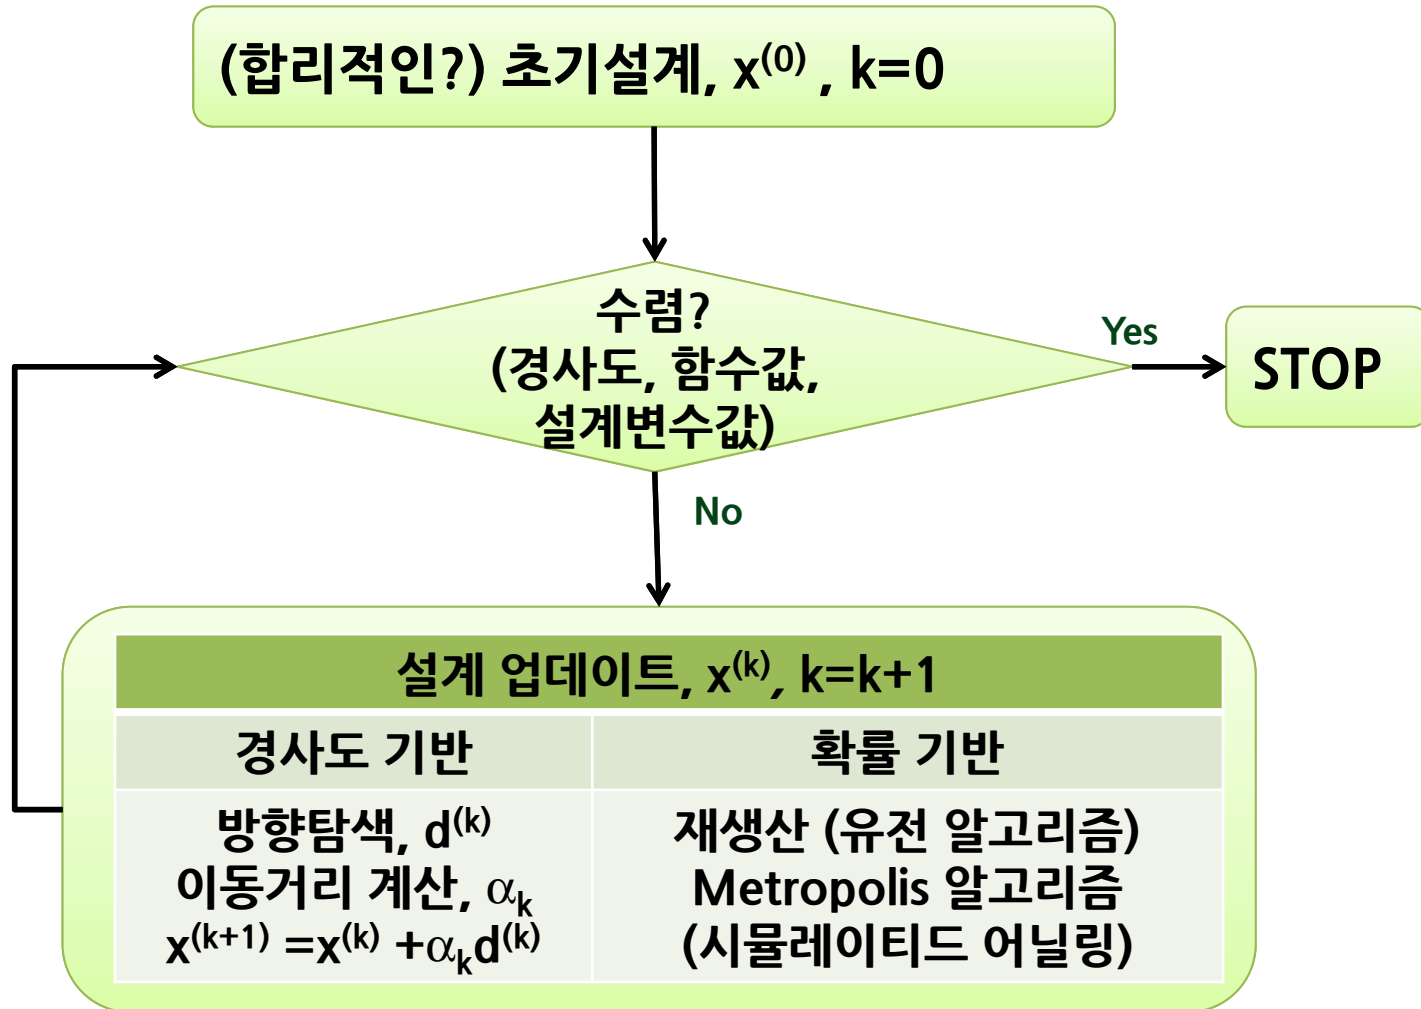 (합리적인?) 초기설계, x⁽⁰⁾ , k=0
수렴?
(경사도, 함수값,
설계변수값)
Yes
STOP
No
설계 업데이트, x⁽ᵏ⁾, k=k+1
경사도 기반
확률 기반
방향탐색, d⁽ᵏ⁾
이동거리 계산, αₖ
x⁽ᵏ⁺¹⁾ =x⁽ᵏ⁾ +αₖd⁽ᵏ⁾
재생산 (유전 알고리즘)
Metropolis 알고리즘
(시뮬레이티드 어닐링)